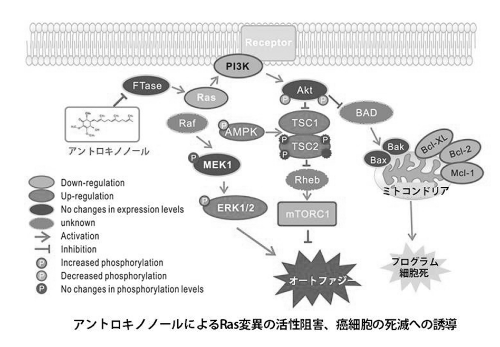 Receptor
PI3K
FTase
Ras
Akt
P
P
Raf
AMPK
P
TSC1
TSC2
P
P
P
P
BAD
アントロキノノール
P
MEK1
Rheb
Bak
Bax
Bcl-XL
Bcl-2
Mcl-1
ミトコンドリア
P
ERK1/2
mTORC1
オートファジー
プログラム
細胞死
Down-regulation
Up-regulation
No changes in expression levels
unknown
Activation
Inhibition
P Increased phosphorylation
P Decreased phosphorylation
P No changes in phosphorylation levels
アントロキノノールによるRas変異の活性阻害、癌細胞の死滅への誘導